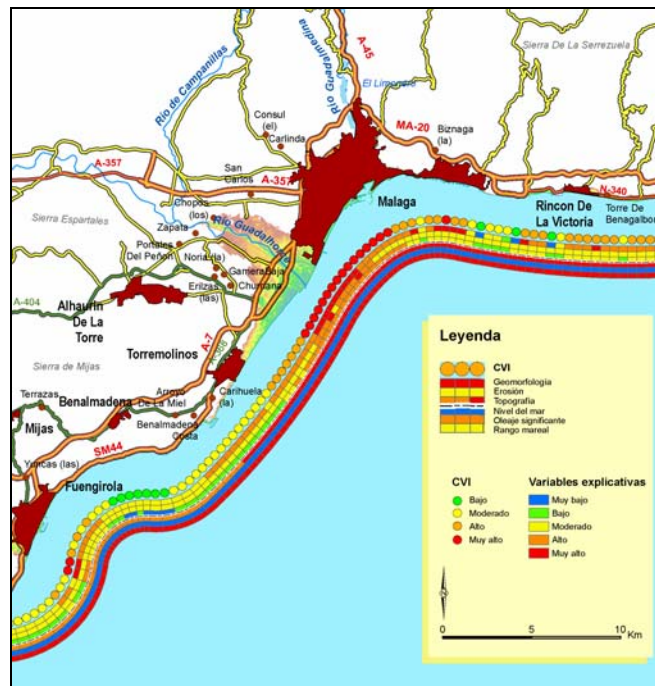 Río de Campanillas
Río Guadalmedina
A-45
El Limonero
Sierra De La Serrezuela
Consul
(el)
Carlinda
MA-20
Biznaga
(la)
A-357
San
Carlos
A-357
N-340
Chopos
(los)
Malaga
Rincon De
La Victoria
Torre De
Benagalbon
Sierra Espartales
Zapata
Río Guadalhorce
Portales
Del Peñon
Noria (la)
GameraBaja
Erilzas
(las)
Churriana
A-404
Alhaurin
De La
Torre
A-7
Torremolinos
Sierra de Mijas
Terrazas
Benalmadena
Arroyo
De La Miel
Carihuela
(la)
Mijas
Benalmadena
Costa
Yuncas (las)
SM44
Fuengirola
Leyenda
CVI
Geomorfología
Erosión
Topografía
Nivel del mar
Oleaje significante
Rango mareal
CVI
Bajo
Moderado
Alto
Muy alto
Variables explicativas
Muy bajo
Bajo
Moderado
Alto
Muy alto
0 5 10
Km